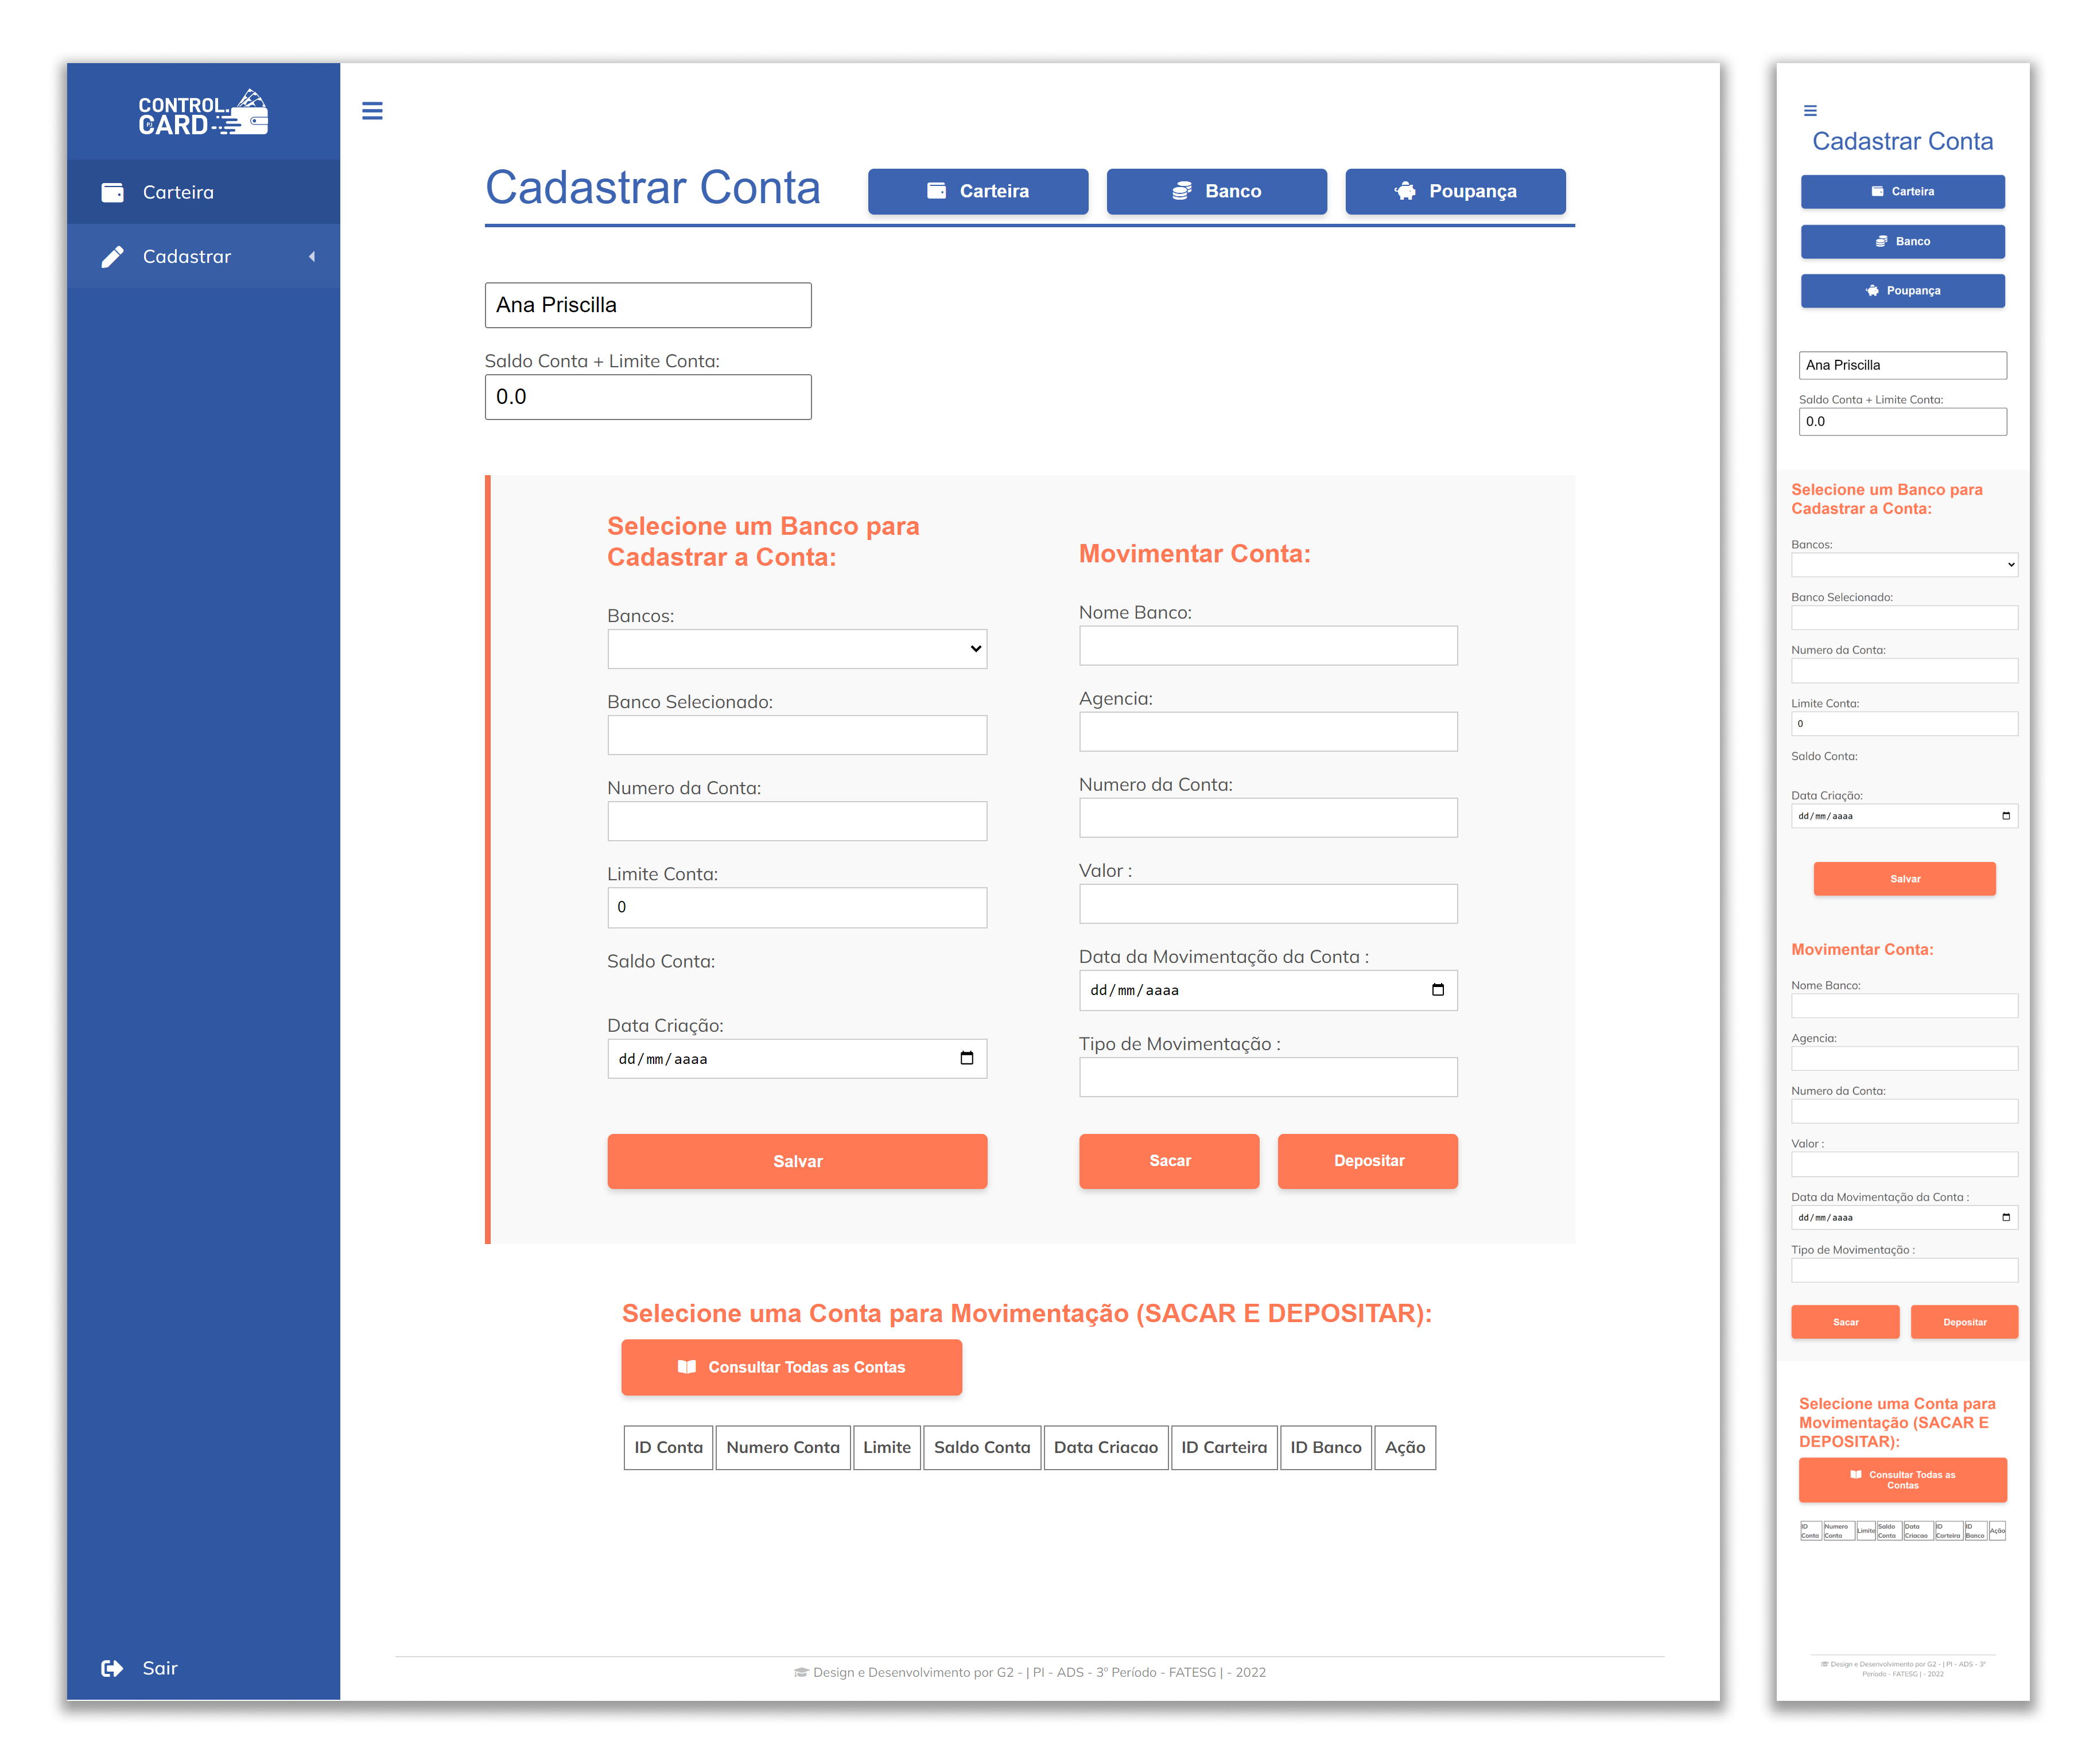 CONTROL.
CARD
PJ
Carteira
Cadastrar
Sair
Cadastrar Conta
Carteira
Banco
Poupança
Ana Priscilla
Saldo Conta + Limite Conta:
0.0
Selecione um Banco para
Cadastrar a Conta:
Bancos:
Banco Selecionado:
Numero da Conta:
Limite Conta:
0
Saldo Conta:
Data Criação:
dd/mm/aaaa
Salvar
Movimentar Conta:
Nome Banco:
Agencia:
Numero da Conta:
Valor :
Data da Movimentação da Conta :
dd/mm/aaaa
Tipo de Movimentação :
Sacar
Depositar
Selecione uma Conta para Movimentação (SACAR E DEPOSITAR):
Consultar Todas as Contas
ID Conta Numero Conta Limite Saldo Conta Data Criacao ID Carteira ID Banco Ação
Design e Desenvolvimento por G2 - | PI - ADS - 3º Período - FATESG | - 2022
Cadastrar Conta
Carteira
Banco
Poupança
Ana Priscilla
Saldo Conta + Limite Conta:
0.0
Selecione um Banco para
Cadastrar a Conta:
Bancos:
Banco Selecionado:
Numero da Conta:
Limite Conta:
0
Saldo Conta:
Data Criação:
dd/mm/aaaa
Salvar
Movimentar Conta:
Nome Banco:
Agencia:
Numero da Conta:
Valor :
Data da Movimentação da Conta :
dd/mm/aaaa
Tipo de Movimentação :
Sacar
Depositar
Selecione uma Conta para
Movimentação (SACAR E
DEPOSITAR):
Consultar Todas as
Contas
ID Numero Limite Saldo Data ID ID Ação
Conta Conta Conta Criacao Carteira Banco
Design e Desenvolvimento por G2 - | PI - ADS - 3º
Período - FATESG | - 2022